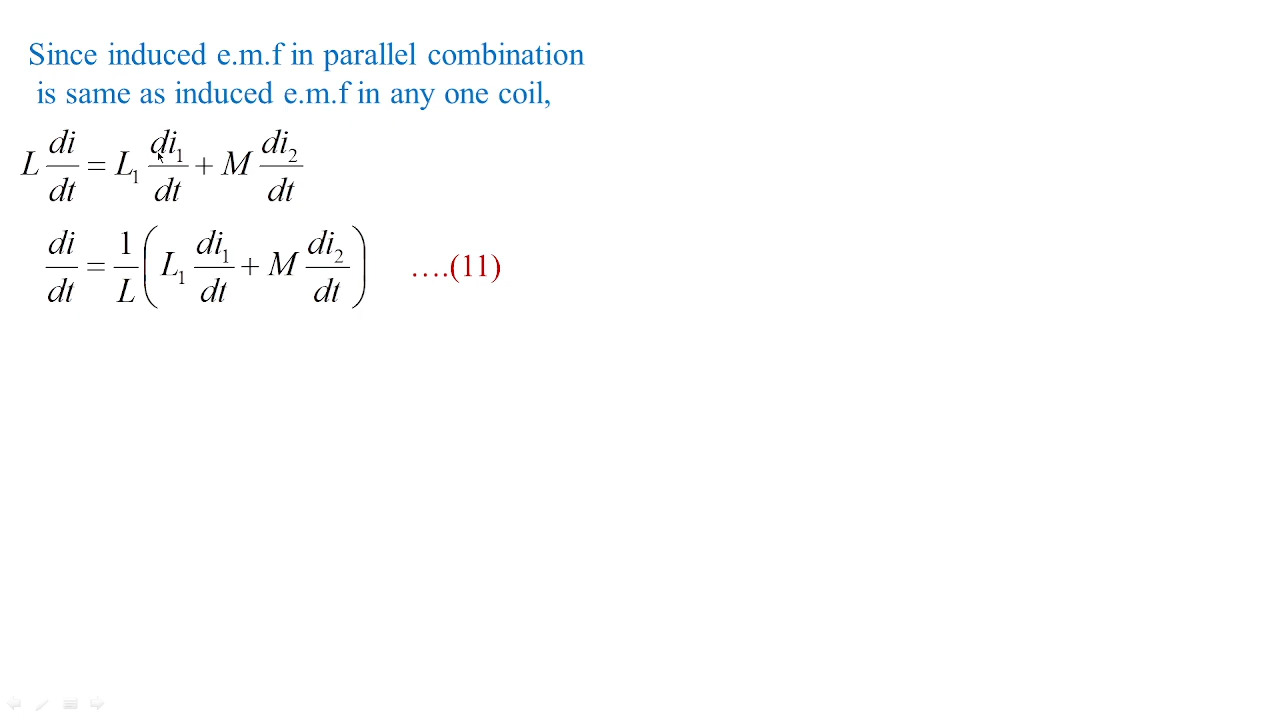 Since induced e.m.f in parallel combination
is same as induced e.m.f in any one coil,
L di/dt = L₁ di₁/dt + M di₂/dt
di/dt = 1/L ( L₁ di₁/dt + M di₂/dt ) ….(11)